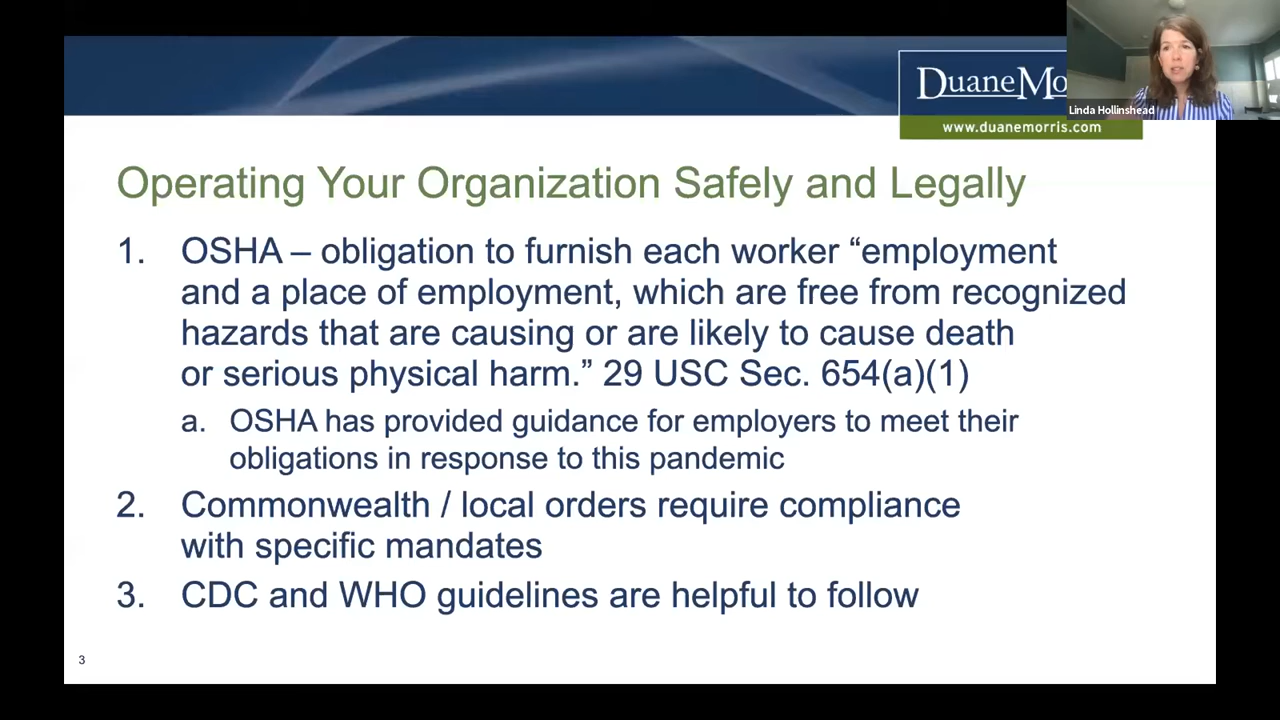 DuaneMo
Linda Hollinshead
www.duanemorris.com
Operating Your Organization Safely and Legally
1. OSHA – obligation to furnish each worker “employment
and a place of employment, which are free from recognized
hazards that are causing or are likely to cause death
or serious physical harm.” 29 USC Sec. 654(a)(1)
a. OSHA has provided guidance for employers to meet their
obligations in response to this pandemic
2. Commonwealth / local orders require compliance
with specific mandates
3. CDC and WHO guidelines are helpful to follow
3